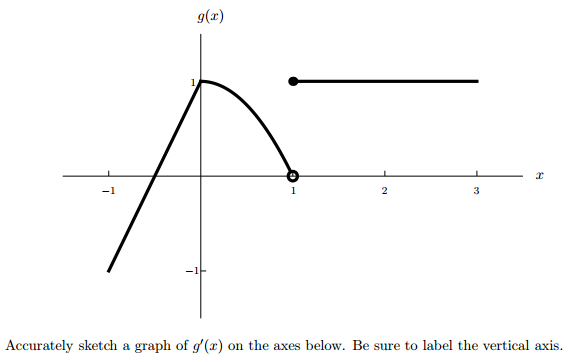 g(x)
1
x
−1
1
2
3
−1
Accurately sketch a graph of g′(x) on the axes below. Be sure to label the vertical axis.